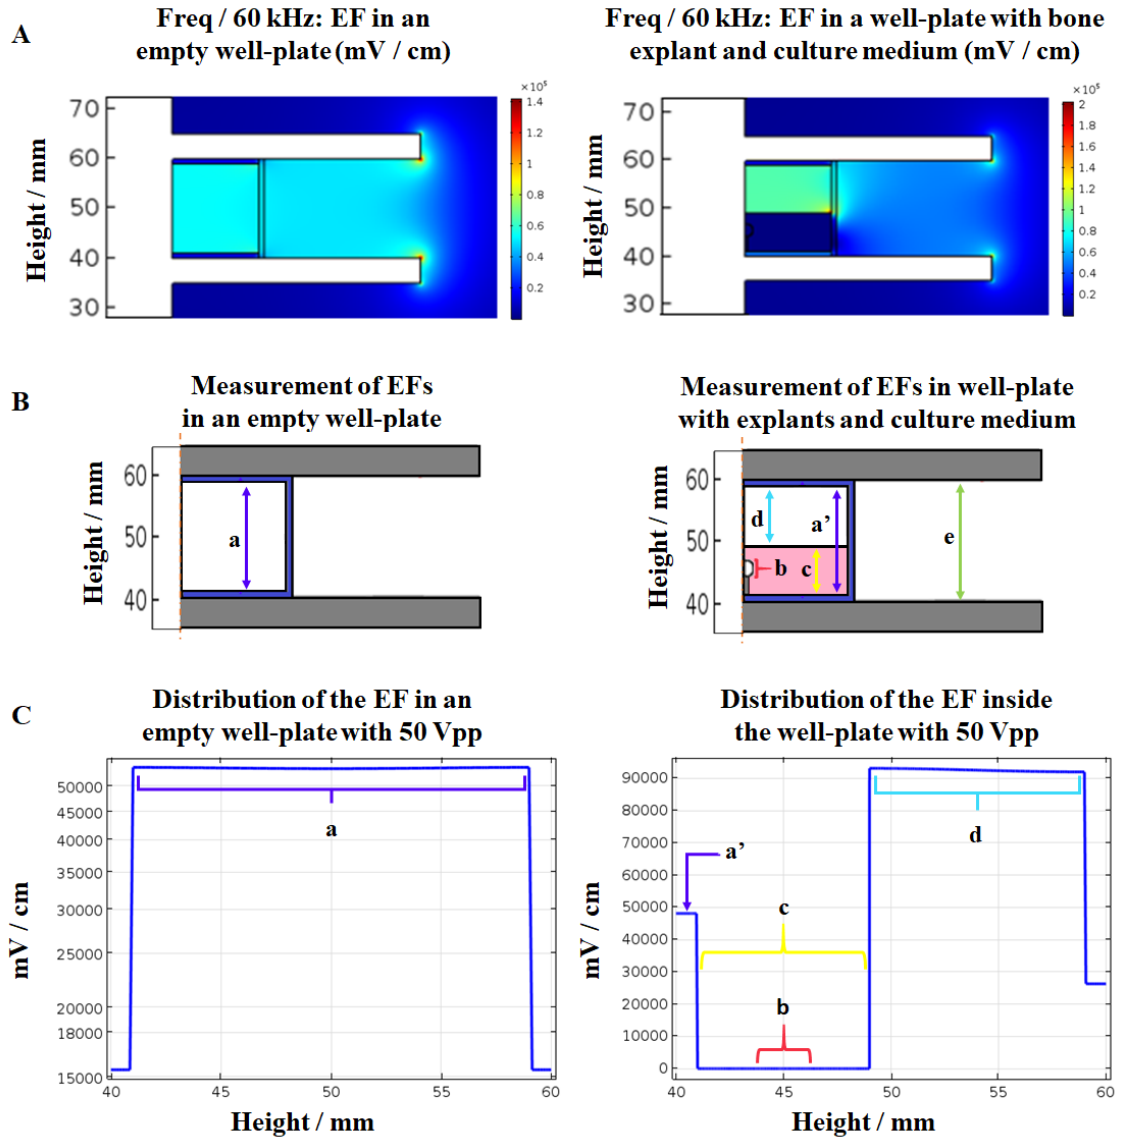 A
Freq / 60 kHz: EF in an
empty well-plate (mV / cm)
Freq / 60 kHz: EF in a well-plate with bone
explant and culture medium (mV / cm)
Height / mm
70
60
50
40
30
×10⁵
1.4
1.2
1
0.8
0.6
0.4
0.2
Height / mm
70
60
50
40
30
×10⁵
2
1.8
1.6
1.4
1.2
1
0.8
0.6
0.4
0.2
B
Measurement of EFs
in an empty well-plate
Measurement of EFs in well-plate
with explants and culture medium
Height / mm
60
50
40
a
Height / mm
60
50
40
d
a’
b
c
e
C
Distribution of the EF in an
empty well-plate with 50 Vpp
Distribution of the EF inside
the well-plate with 50 Vpp
mV / cm
50000
45000
40000
35000
30000
25000
20000
18000
15000
a
40
45
50
55
60
Height / mm
mV / cm
90000
80000
70000
60000
50000
40000
30000
20000
10000
0
a’
c
b
d
40
45
50
55
60
Height / mm